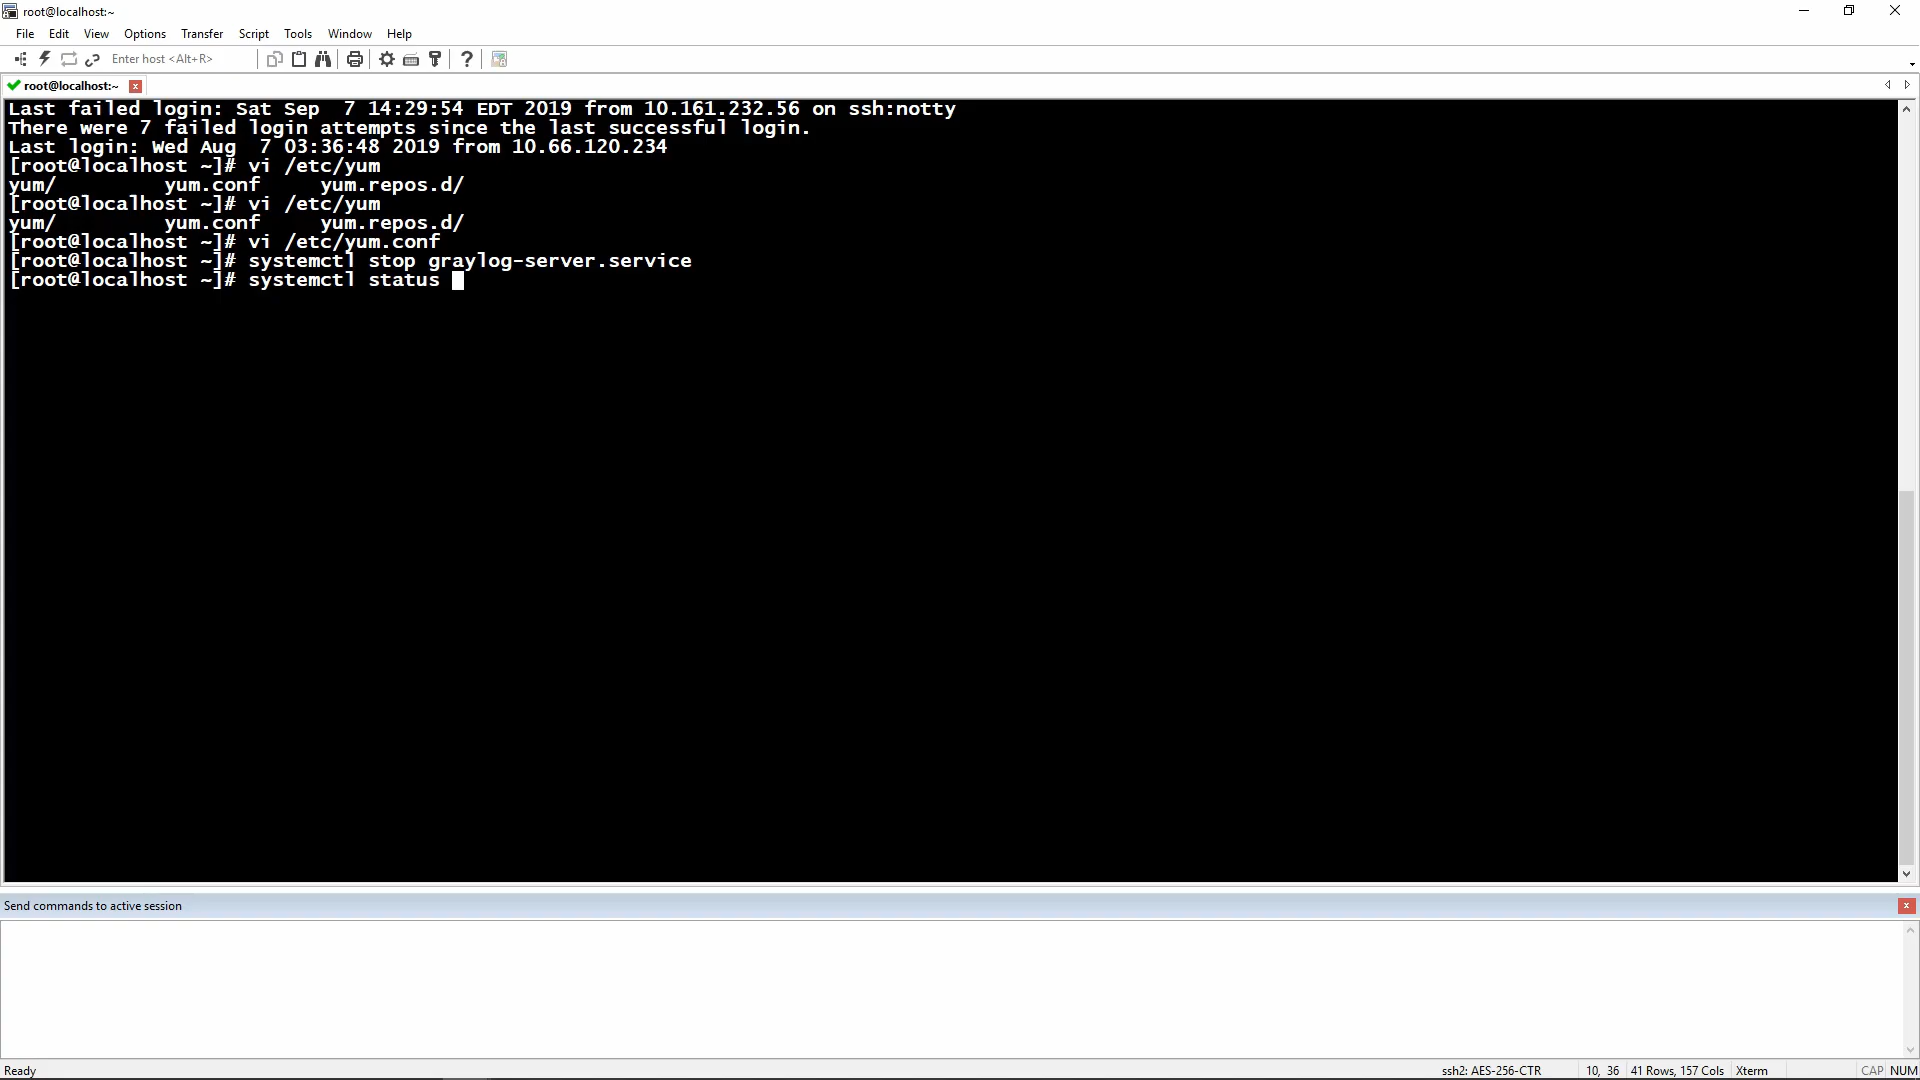 root@localhost:~
File Edit View Options Transfer Script Tools Window Help
Enter host <Alt+R>
root@localhost:~
Last failed login: Sat Sep  7 14:29:54 EDT 2019 from 10.161.232.56 on ssh:notty
There were 7 failed login attempts since the last successful login.
Last login: Wed Aug  7 03:36:48 2019 from 10.66.120.234
[root@localhost ~]# vi /etc/yum
yum/         yum.conf     yum.repos.d/
[root@localhost ~]# vi /etc/yum
yum/         yum.conf     yum.repos.d/
[root@localhost ~]# vi /etc/yum.conf
[root@localhost ~]# systemctl stop graylog-server.service
[root@localhost ~]# systemctl status
Send commands to active session
Ready ssh2: AES-256-CTR 10, 36 41 Rows, 157 Cols Xterm CAP NUM